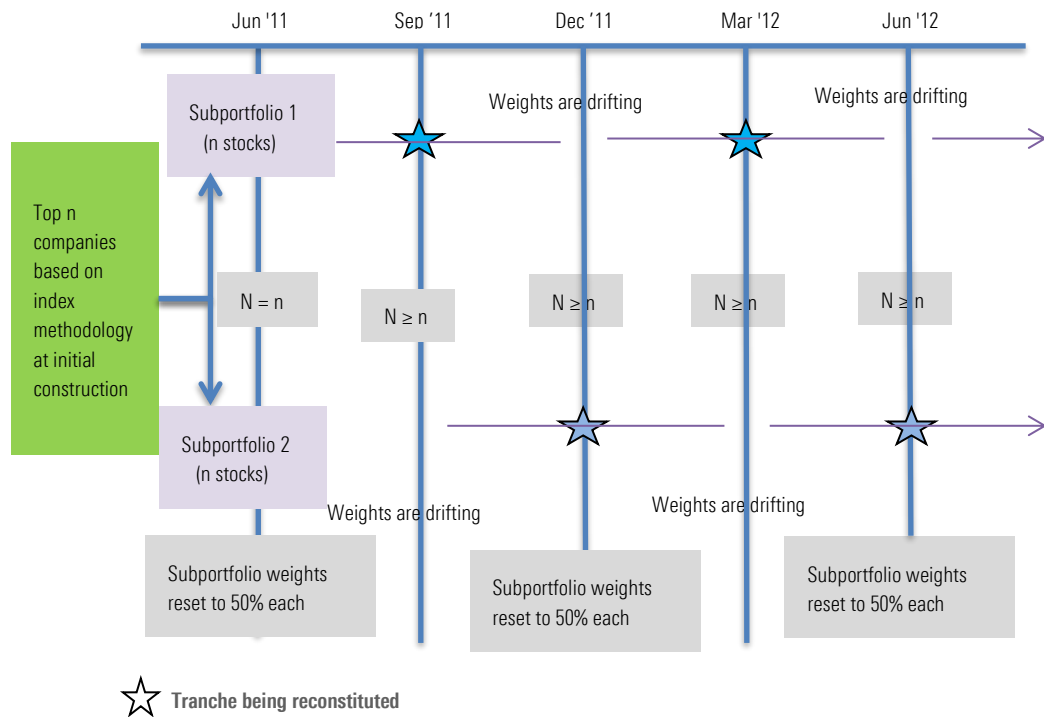 Jun '11
Sep '11
Dec '11
Mar '12
Jun '12
Subportfolio 1
(n stocks)
Weights are drifting
Weights are drifting
Top n
companies
based on
index
methodology
at initial
construction
N = n
N ≥ n
N ≥ n
N ≥ n
N ≥ n
Subportfolio 2
(n stocks)
Weights are drifting
Weights are drifting
Subportfolio weights
reset to 50% each
Subportfolio weights
reset to 50% each
Subportfolio weights
reset to 50% each
Tranche being reconstituted